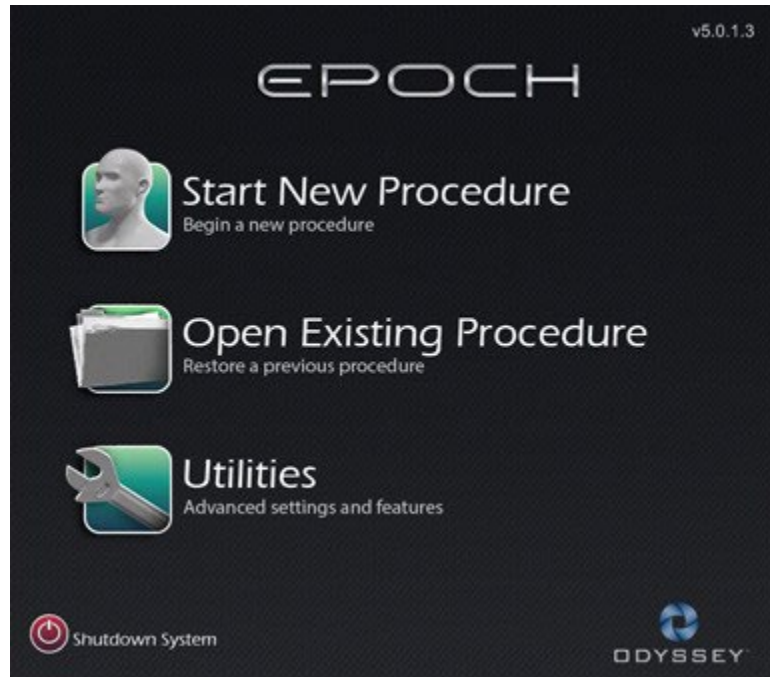 v5.0.1.3
EPOCH
Start New Procedure
Begin a new procedure
Open Existing Procedure
Restore a previous procedure
Utilities
Advanced settings and features
Shutdown System
ODYSSEY